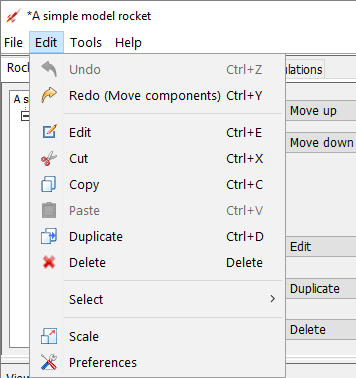 *A simple model rocket
File Edit Tools Help
Rock
ulations
A s
Undo Ctrl+Z
Redo (Move components) Ctrl+Y
Move up
Edit Ctrl+E
Move down
Cut Ctrl+X
Copy Ctrl+C
Paste Ctrl+V
Duplicate Ctrl+D
Edit
Delete Delete
Duplicate
Select
Delete
Scale
Preferences
View